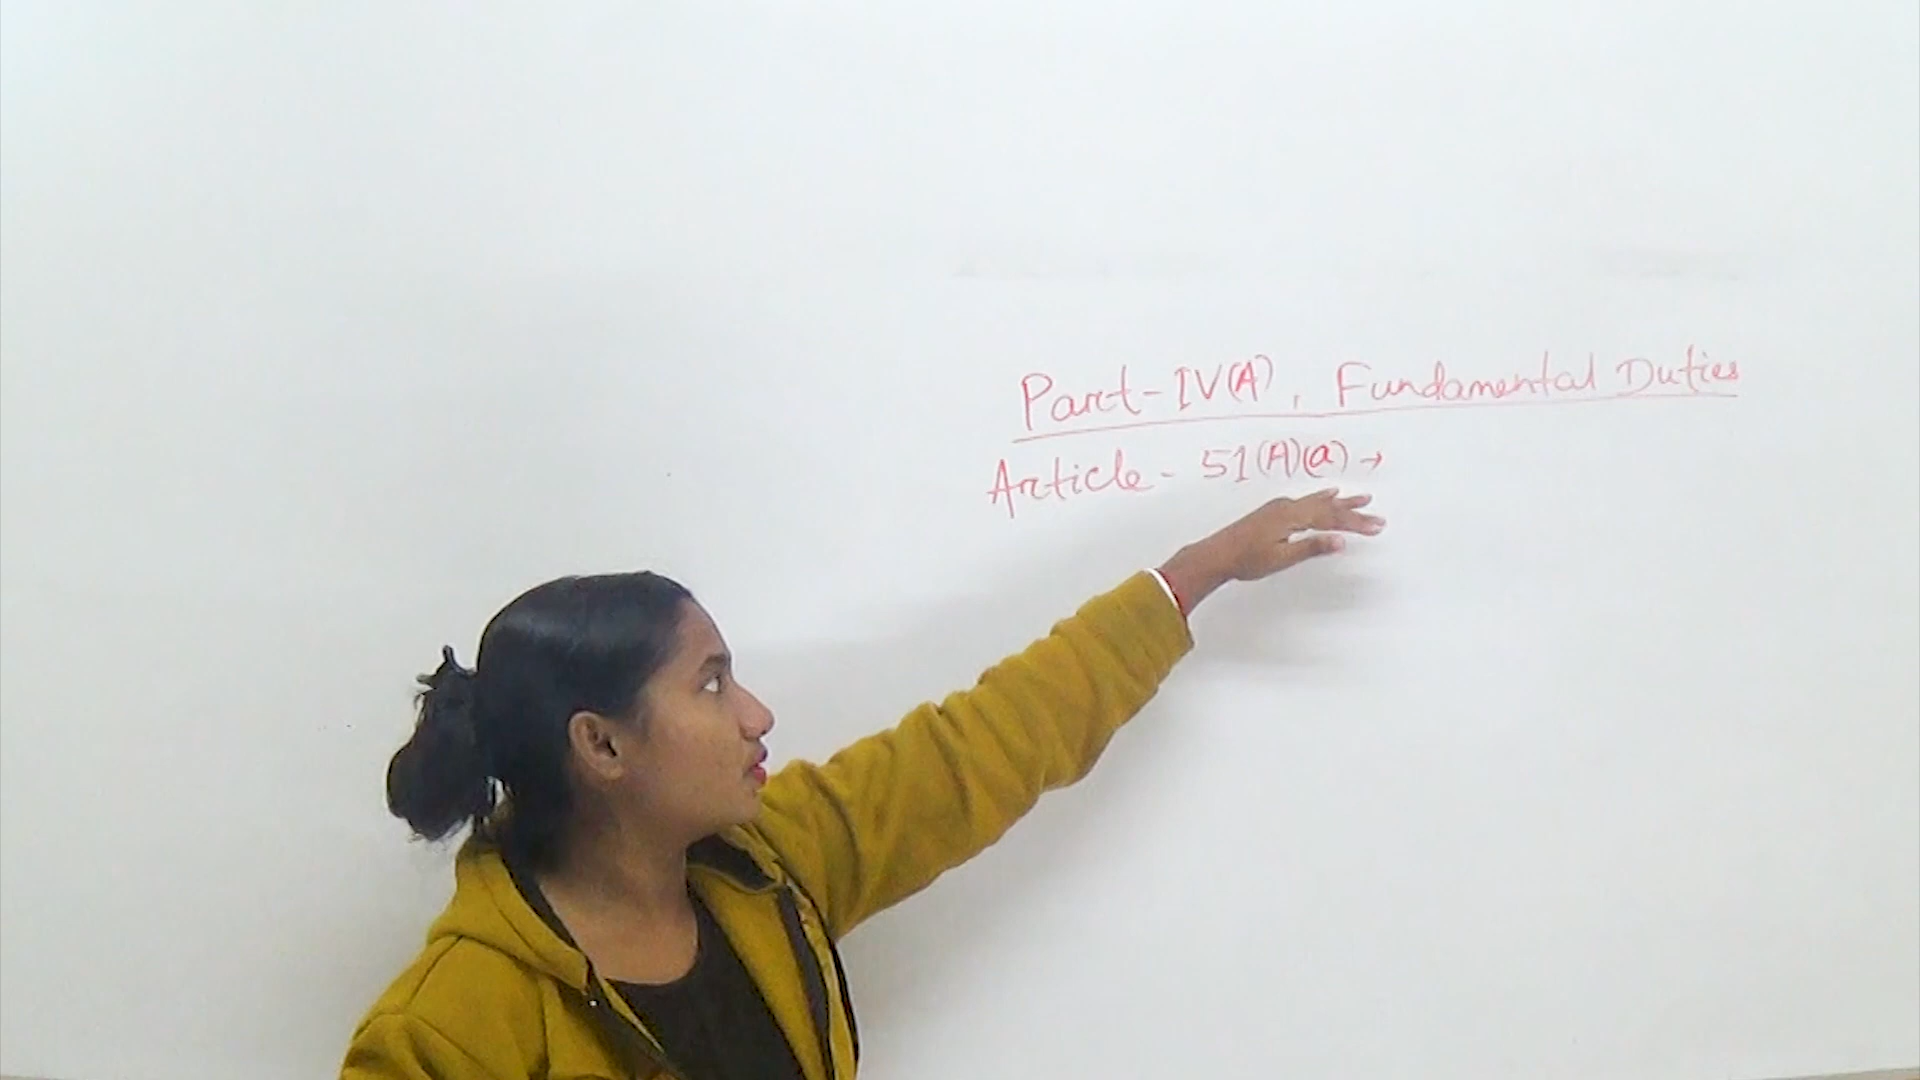 Part-IV(A), Fundamental Duties
Article - 51(A)(a) →